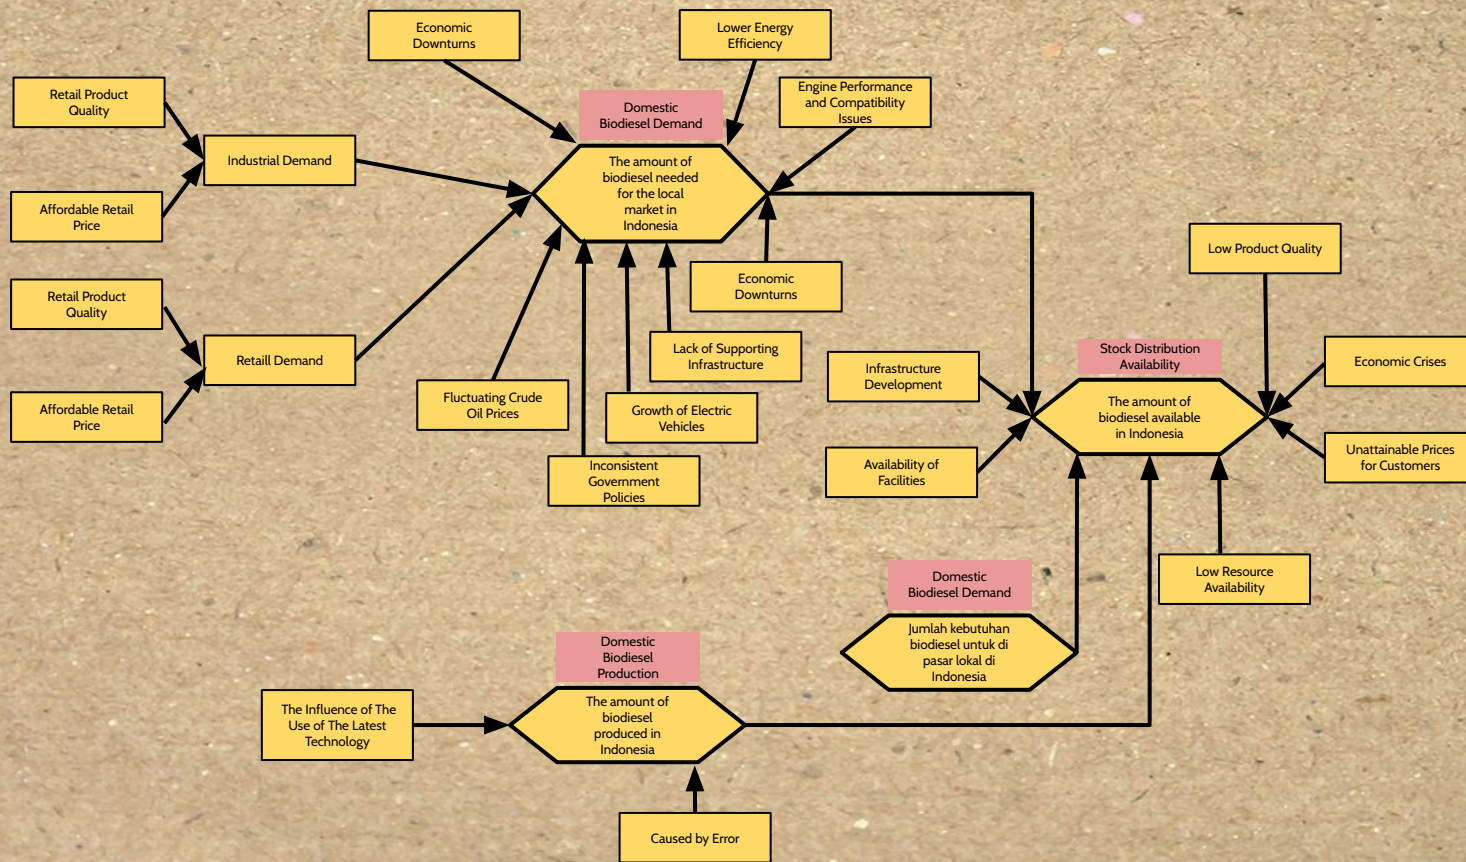 Economic
Downturns
Lower Energy
Efficiency
Retail Product
Quality
Engine Performance
and Compatibility
Issues
Domestic
Biodiesel Demand
Industrial Demand
The amount of
biodiesel needed
for the local
market in
Indonesia
Affordable Retail
Price
Low Product Quality
Economic
Downturns
Retail Product
Quality
Retaill Demand
Lack of Supporting
Infrastructure
Stock Distribution
Availability
Economic Crises
Infrastructure
Development
Fluctuating Crude
Oil Prices
Growth of Electric
Vehicles
The amount of
biodiesel available
in Indonesia
Affordable Retail
Price
Unattainable Prices
for Customers
Inconsistent
Government
Policies
Availability of
Facilities
Low Resource
Availability
Domestic
Biodiesel Demand
Jumlah kebutuhan
biodiesel untuk di
pasar lokal di
Indonesia
Domestic
Biodiesel
Production
The Influence of The
Use of The Latest
Technology
The amount of
biodiesel
produced in
Indonesia
Caused by Error